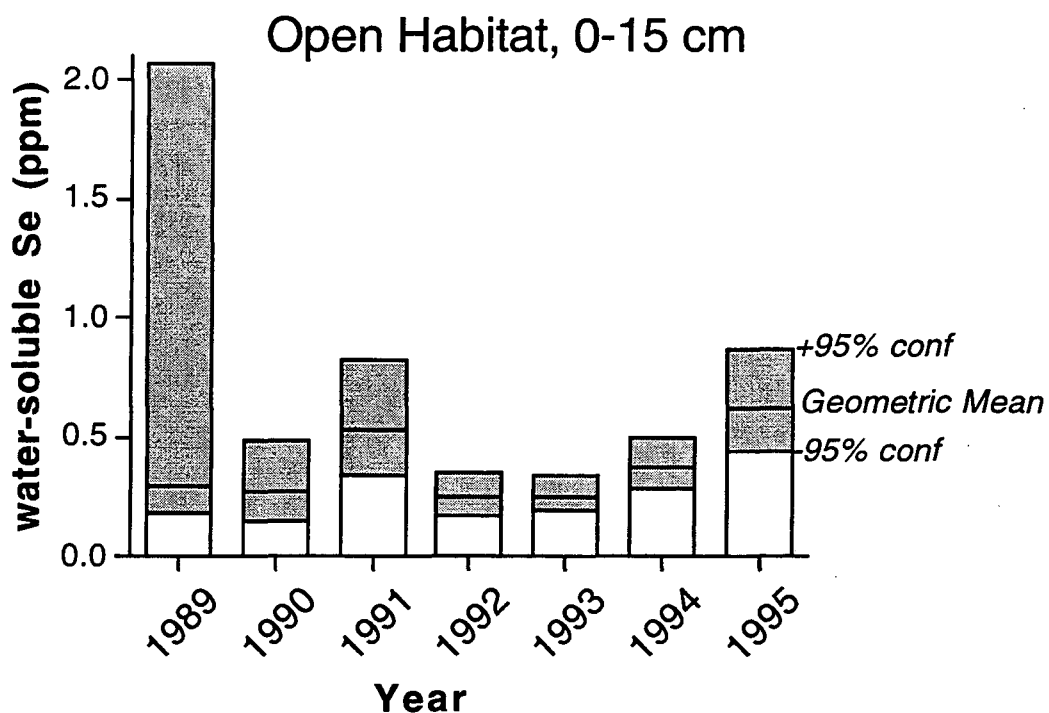 Open Habitat, 0-15 cm
water-soluble Se (ppm)
2.0
1.5
1.0
0.5
0.0
+95% conf
Geometric Mean
-95% conf
1989 1990 1991 1992 1993 1994 1995
Year